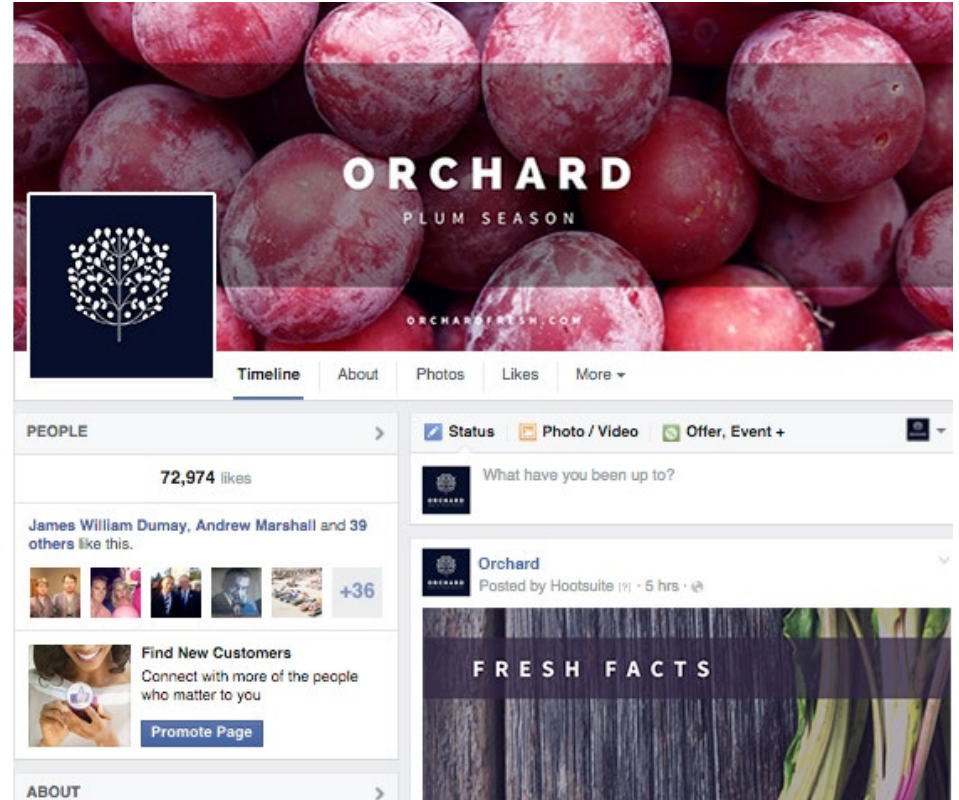 ORCHARD
PLUM SEASON
ORCHARDFRESH.COM
Timeline About Photos Likes More
PEOPLE
72,974 likes
James William Dumay, Andrew Marshall and 39
others like this.
+36
Find New Customers
Connect with more of the people
who matter to you
Promote Page
ABOUT
Status Photo / Video Offer, Event +
What have you been up to?
ORCHARD
Orchard
Posted by Hootsuite [?] · 5 hrs ·
ORCHARD
FRESH FACTS